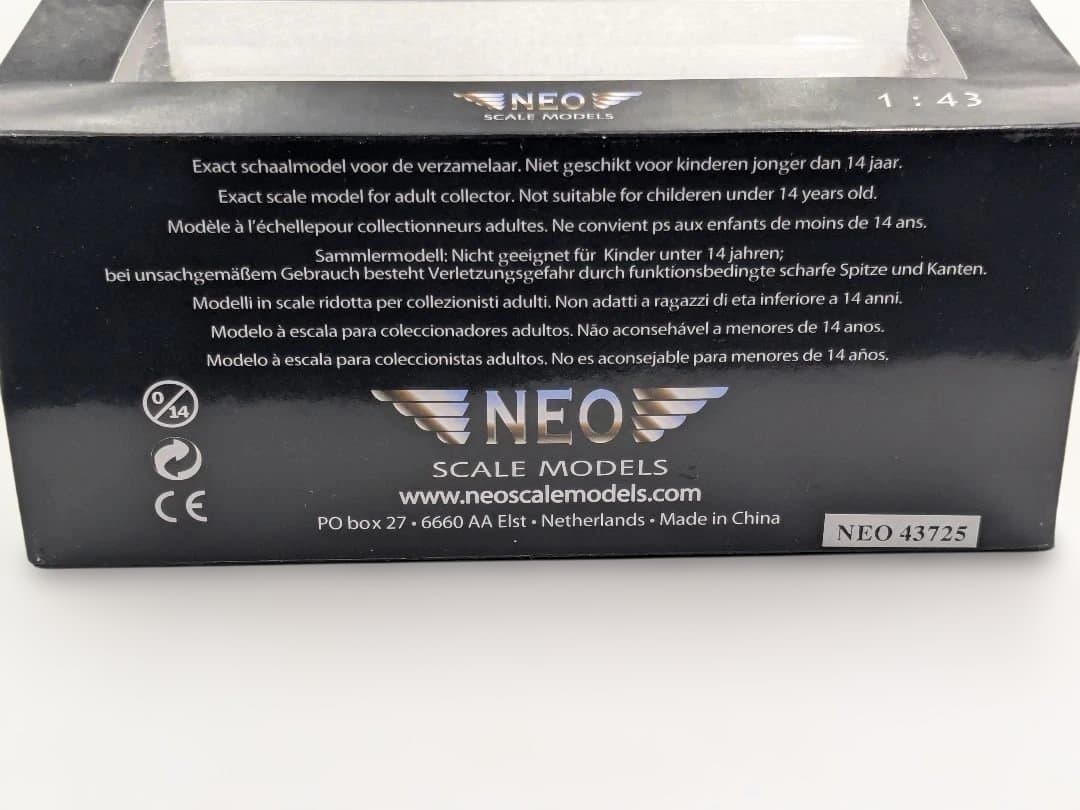 NEO
SCALE MODELS
1 : 43
Exact schaalmodel voor de verzamelaar. Niet geschikt voor kinderen jonger dan 14 jaar.
Exact scale model for adult collector. Not suitable for childeren under 14 years old.
Modèle à l'échellepour collectionneurs adultes. Ne convient ps aux enfants de moins de 14 ans.
Sammlermodell: Nicht geeignet für Kinder unter 14 jahren;
bei unsachgemäßem Gebrauch besteht Verletzungsgefahr durch funktionsbedingte scharfe Spitze und Kanten.
Modelli in scale ridotta per collezionisti adulti. Non adatti a ragazzi di eta inferiore a 14 anni.
Modelo à escala para coleccionadores adultos. Não aconsehável a menores de 14 anos.
Modelo à escala para coleccionistas adultos. No es aconsejable para menores de 14 años.
0/14
NEO
SCALE MODELS
www.neoscalemodels.com
CE
PO box 27 • 6660 AA Elst • Netherlands • Made in China
NEO 43725